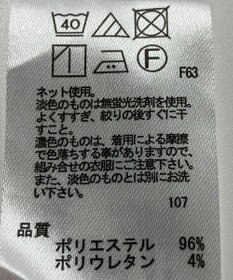 40
F F63
ネット使用。
淡色のものは無蛍光洗剤を使用。
よくすすぎ、絞りの後すぐに干
すこと。
濃色のものは、着用による摩擦
で色落ちする事がありますので、
組み合せの衣服にご注意下さい。
また、淡色のものとは別にお洗
い下さい。
107
品質
ポリエステル 96%
ポリウレタン 4%